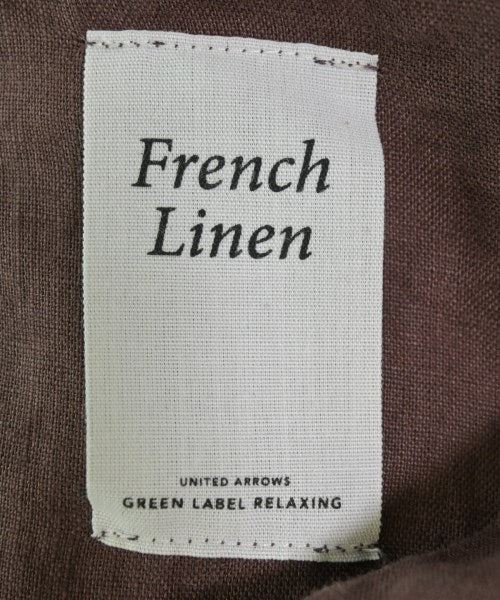 French
Linen
UNITED ARROWS
GREEN LABEL RELAXING